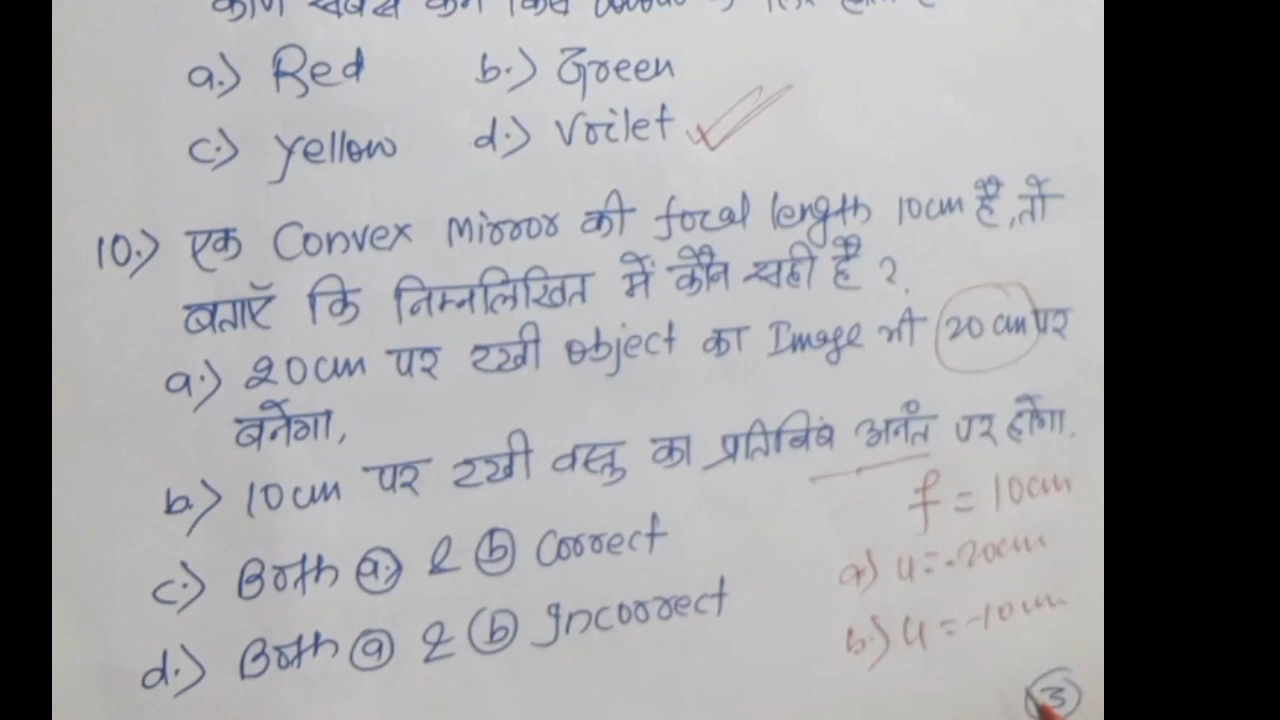 a.) Red b.) Green
c.) yellow d.) Voilet
10.) एक Convex Mirror की focal length 10cm है, तो
बताएँ कि निम्नलिखित में कौन सही है ?
a.) 20cm पर रखी object का Image भी 20cm पर
बनेगा,
b.) 10cm पर रखी वस्तु का प्रतिबिंब अनंत पर होगा.
f = 10cm
c.) Both (a.) & (b) Correct
a) u = -20cm
d.) Both (a) & (b) Incorrect
b.) u = -10cm
3